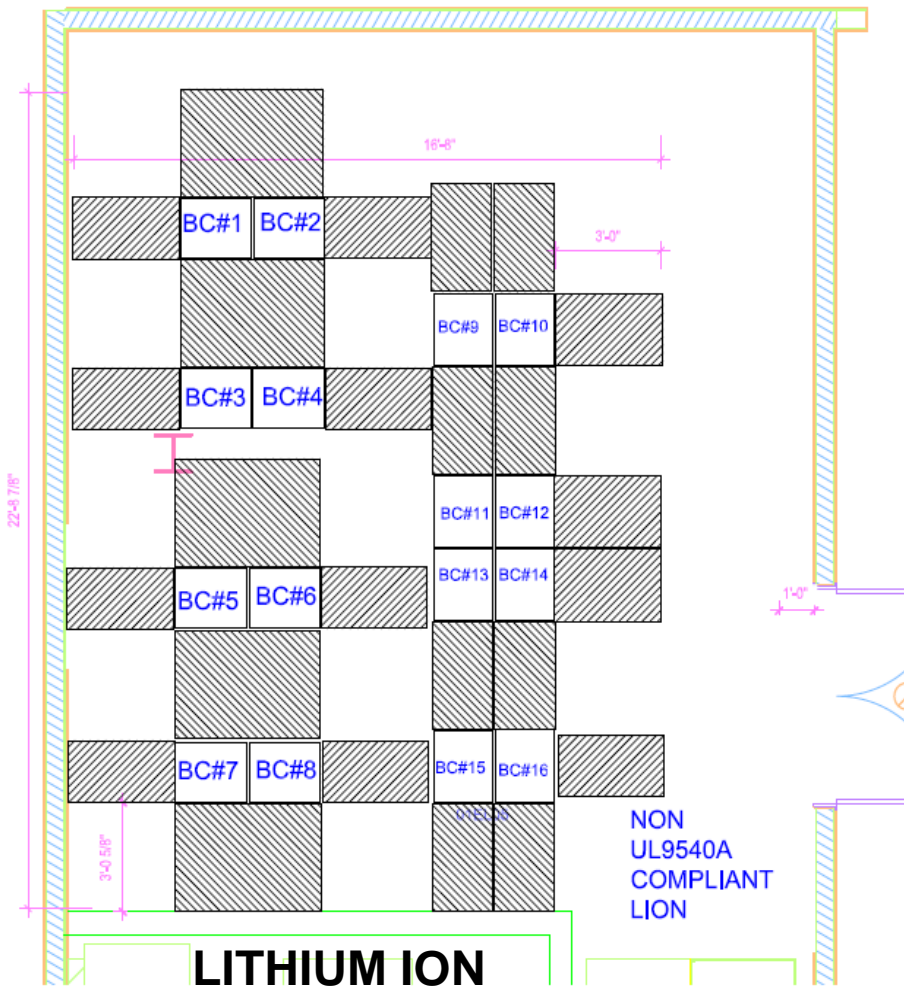 16'-8"
BC#1 BC#2
3'-0"
BC#9 BC#10
BC#3 BC#4
22'-8 7/8"
BC#11 BC#12
BC#13 BC#14
BC#5 BC#6
1'-0"
BC#7 BC#8
BC#15 BC#16
3'-0 5/8"
NON
UL9540A
COMPLIANT
LION
LITHIUM ION